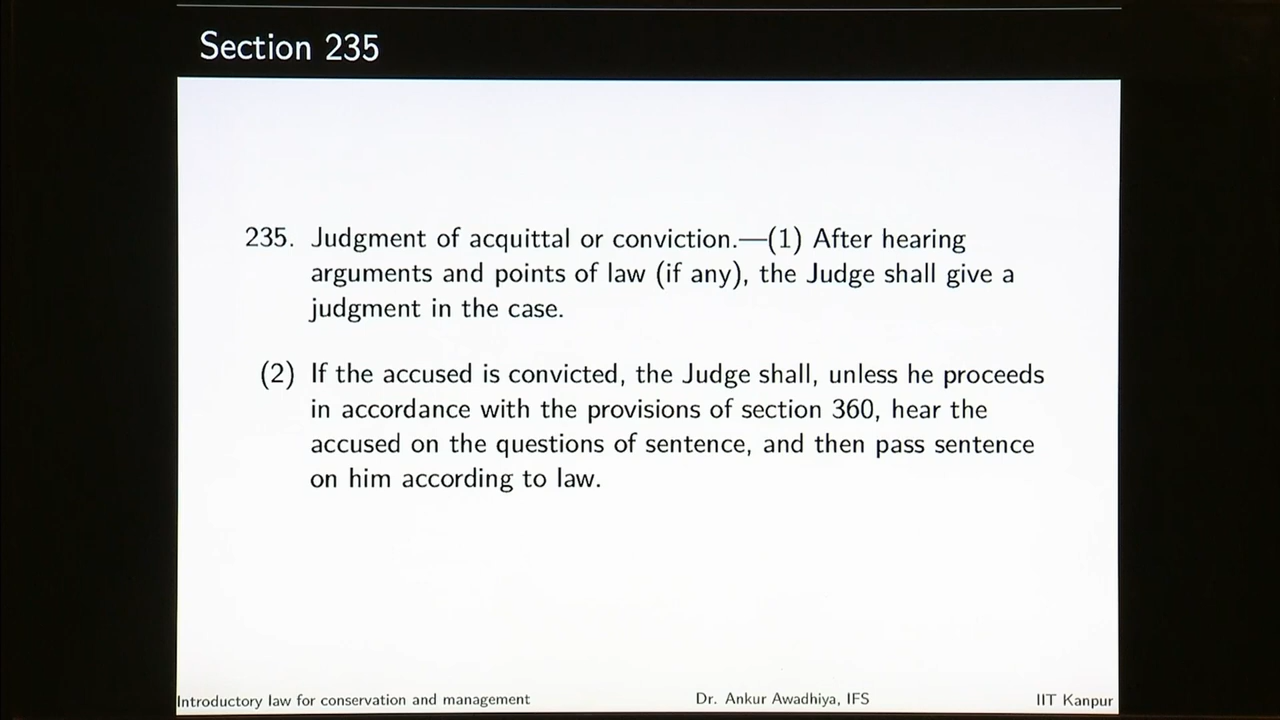 Section 235
235. Judgment of acquittal or conviction.—(1) After hearing
arguments and points of law (if any), the Judge shall give a
judgment in the case.
(2) If the accused is convicted, the Judge shall, unless he proceeds
in accordance with the provisions of section 360, hear the
accused on the questions of sentence, and then pass sentence
on him according to law.
Introductory law for conservation and management Dr. Ankur Awadhiya, IFS IIT Kanpur